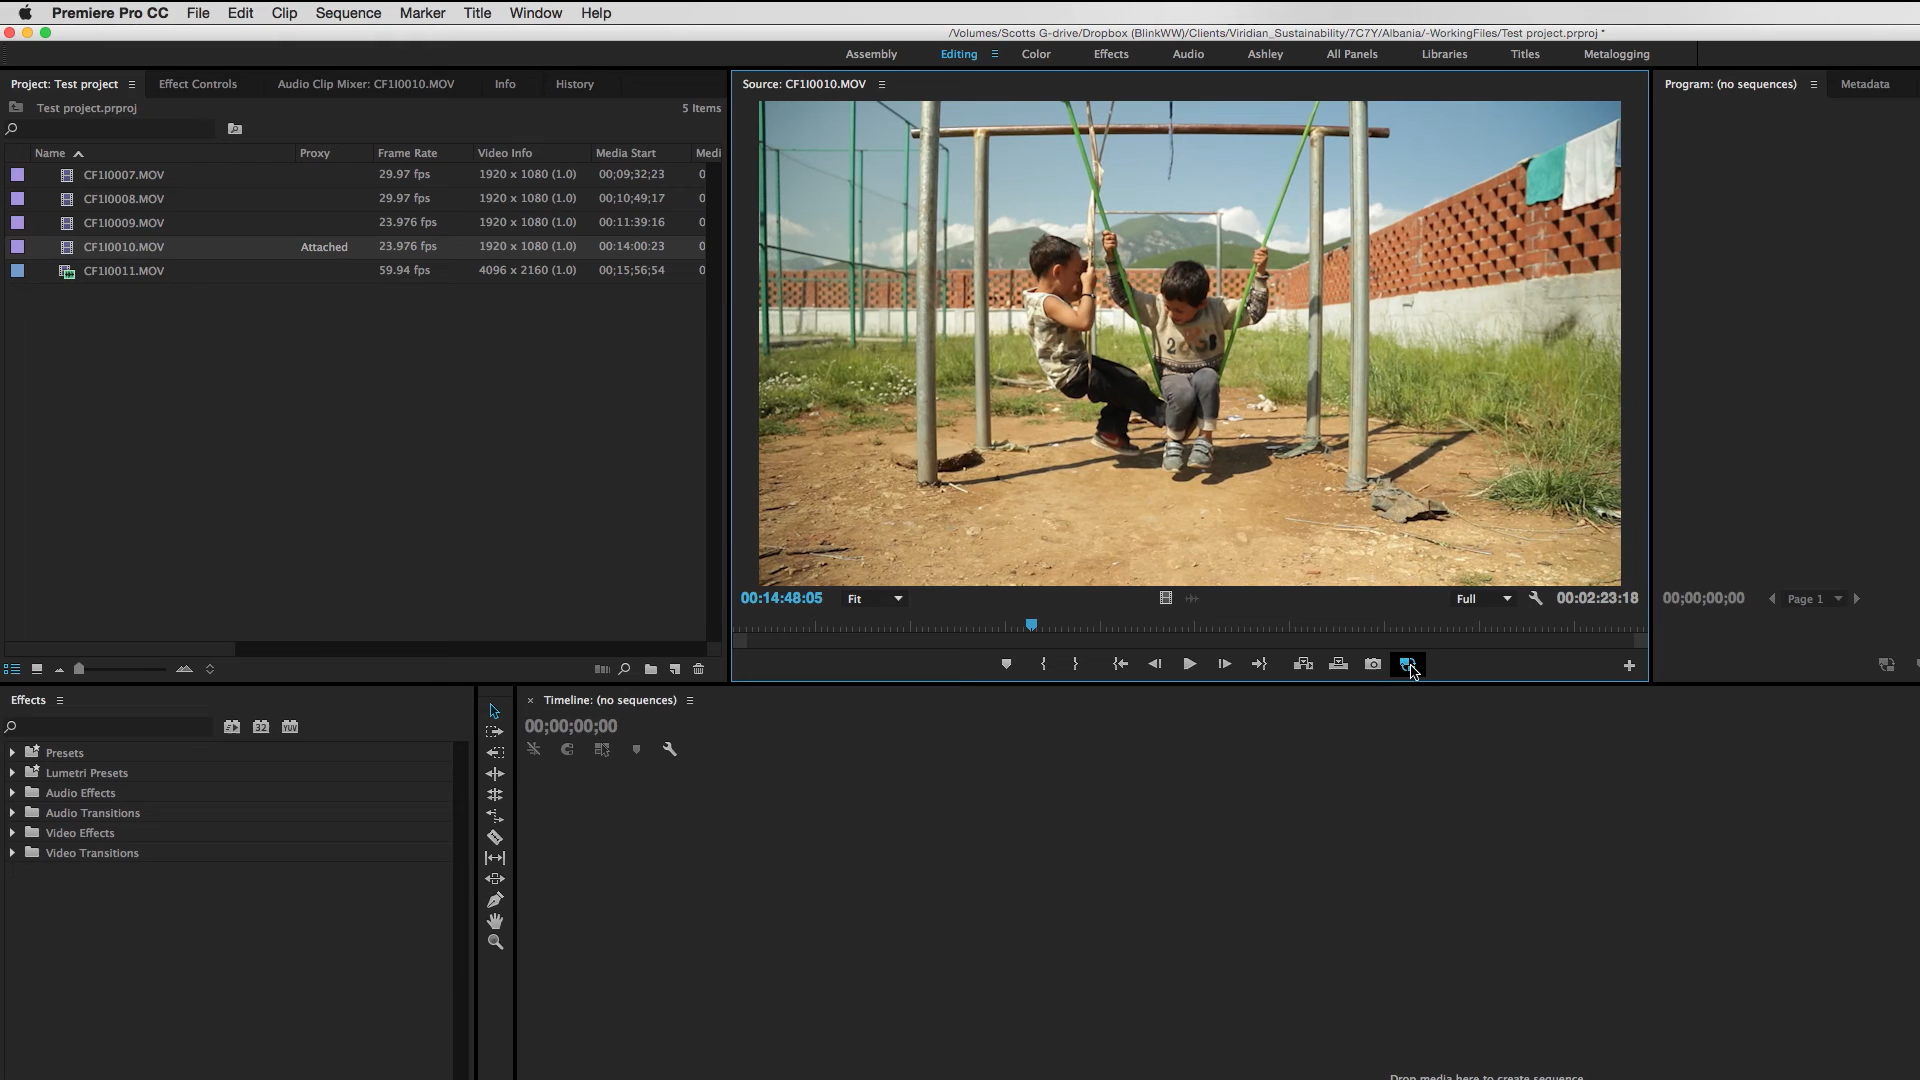 Premiere Pro CC File Edit Clip Sequence Marker Title Window Help
/Volumes/Scotts G-drive/Dropbox (BlinkWW)/Clients/Viridian_Sustainability/7C7Y/Albania/-WorkingFiles/Test project.prproj *
Assembly Editing Color Effects Audio Ashley All Panels Libraries Titles Metalogging
Project: Test project Effect Controls Audio Clip Mixer: CF1I0010.MOV Info History
Source: CF1I0010.MOV
Program: (no sequences) Metadata
Test project.prproj 5 Items
Name Proxy Frame Rate Video Info Media Start Medi
CF1I0007.MOV 29.97 fps 1920 x 1080 (1.0) 00;09;32;23 0
CF1I0008.MOV 29.97 fps 1920 x 1080 (1.0) 00;10;49;17 0
CF1I0009.MOV 23.976 fps 1920 x 1080 (1.0) 00:11:39:16 0
CF1I0010.MOV Attached 23.976 fps 1920 x 1080 (1.0) 00:14:00:23 0
CF1I0011.MOV 59.94 fps 4096 x 2160 (1.0) 00;15;56;54 0
00:14:48:05 Fit Full 00:02:23:18
00;00;00;00 Page 1
Effects
32 YUV
Presets
Lumetri Presets
Audio Effects
Audio Transitions
Video Effects
Video Transitions
× Timeline: (no sequences)
00;00;00;00
Drop media here to create sequence